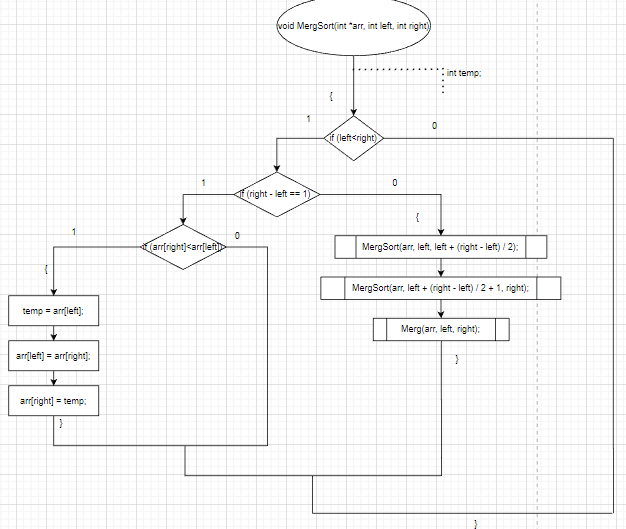 void MergSort(int *arr, int left, int right)
int temp;
{
1
0
if (left<right)
1
0
if (right - left == 1)
{
1
0
if (arr[right]<arr[left])
MergSort(arr, left, left + (right - left) / 2);
{
MergSort(arr, left + (right - left) / 2 + 1, right);
temp = arr[left];
Merg(arr, left, right);
arr[left] = arr[right];
}
arr[right] = temp;
}
}